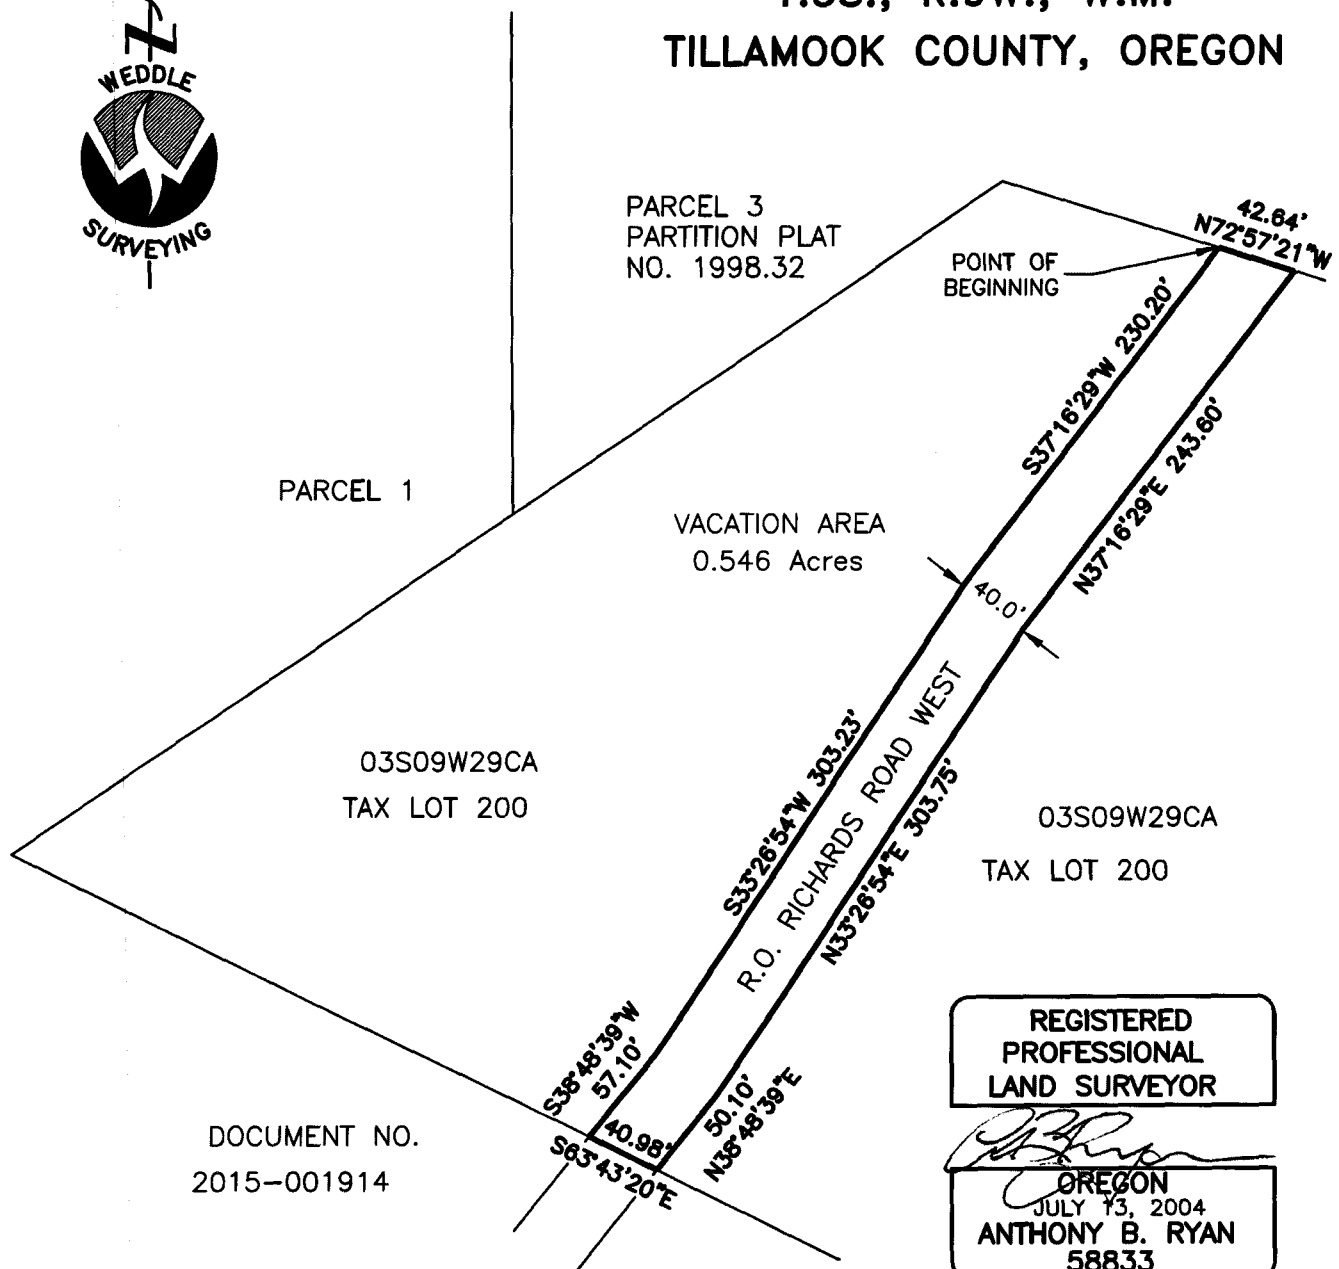 TILLAMOOK COUNTY, OREGON
WEDDLE
SURVEYING
PARCEL 3
PARTITION PLAT
NO. 1998.32
42.64'
N72°57'21"W
POINT OF
BEGINNING
S37°16'29"W 230.20'
N37°16'29"E 243.60'
PARCEL 1
VACATION AREA
0.546 Acres
40.0'
R.O. RICHARDS ROAD WEST
03S09W29CA
TAX LOT 200
S33°26'54"W 303.23'
N33°26'54"E 303.75'
03S09W29CA
TAX LOT 200
S38°48'39"W
57.10'
40.98'
S63°43'20"E
50.10'
N38°48'39"E
DOCUMENT NO.
2015-001914
REGISTERED
PROFESSIONAL
LAND SURVEYOR
OREGON
JULY 13, 2004
ANTHONY B. RYAN
58833